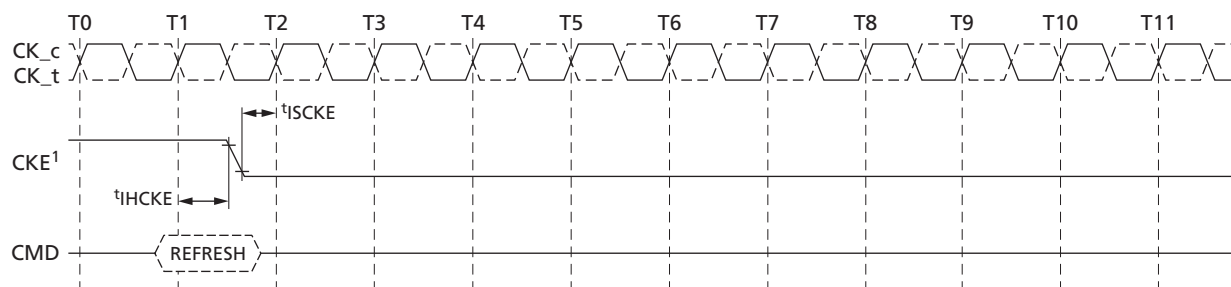 T0 T1 T2 T3 T4 T5 T6 T7 T8 T9 T10 T11
CK_c
CK_t
tISCKE
CKE1
tIHCKE
CMD REFRESH